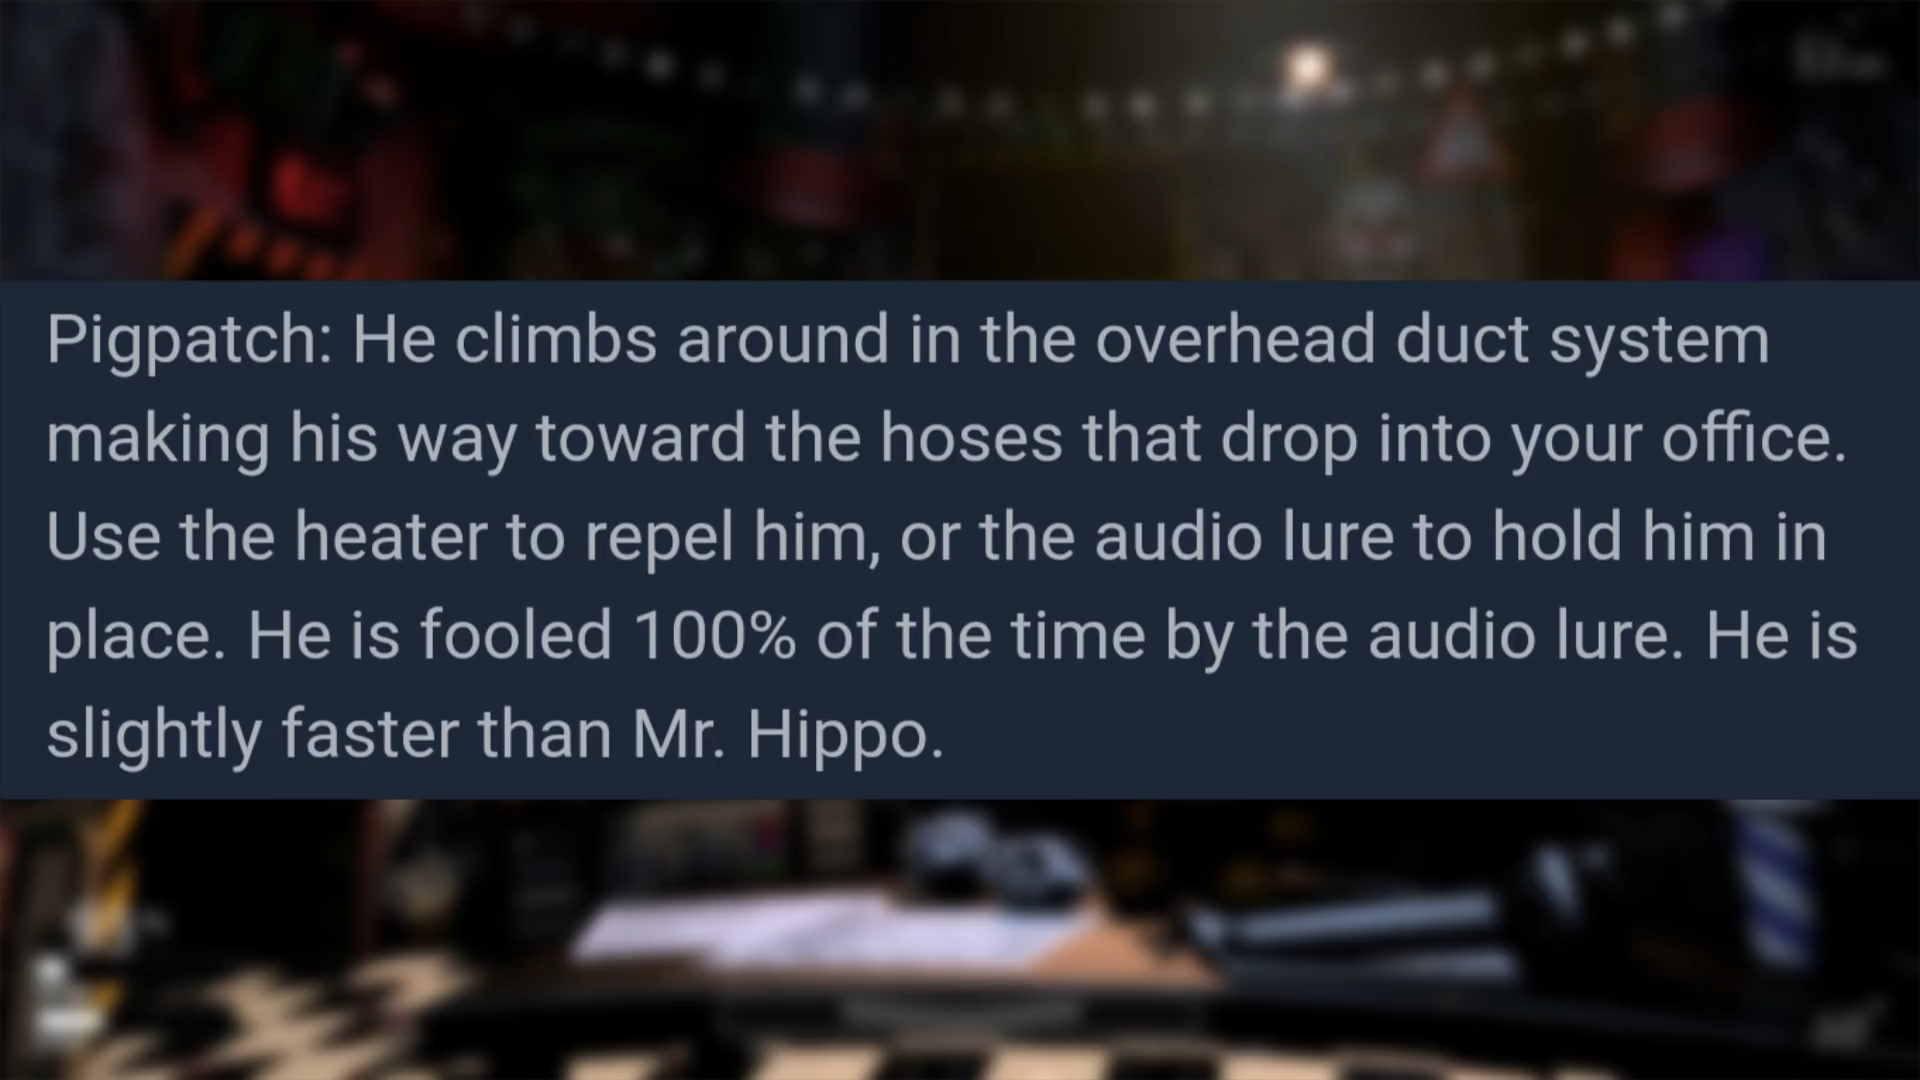 Pigpatch: He climbs around in the overhead duct system
making his way toward the hoses that drop into your office.
Use the heater to repel him, or the audio lure to hold him in
place. He is fooled 100% of the time by the audio lure. He is
slightly faster than Mr. Hippo.